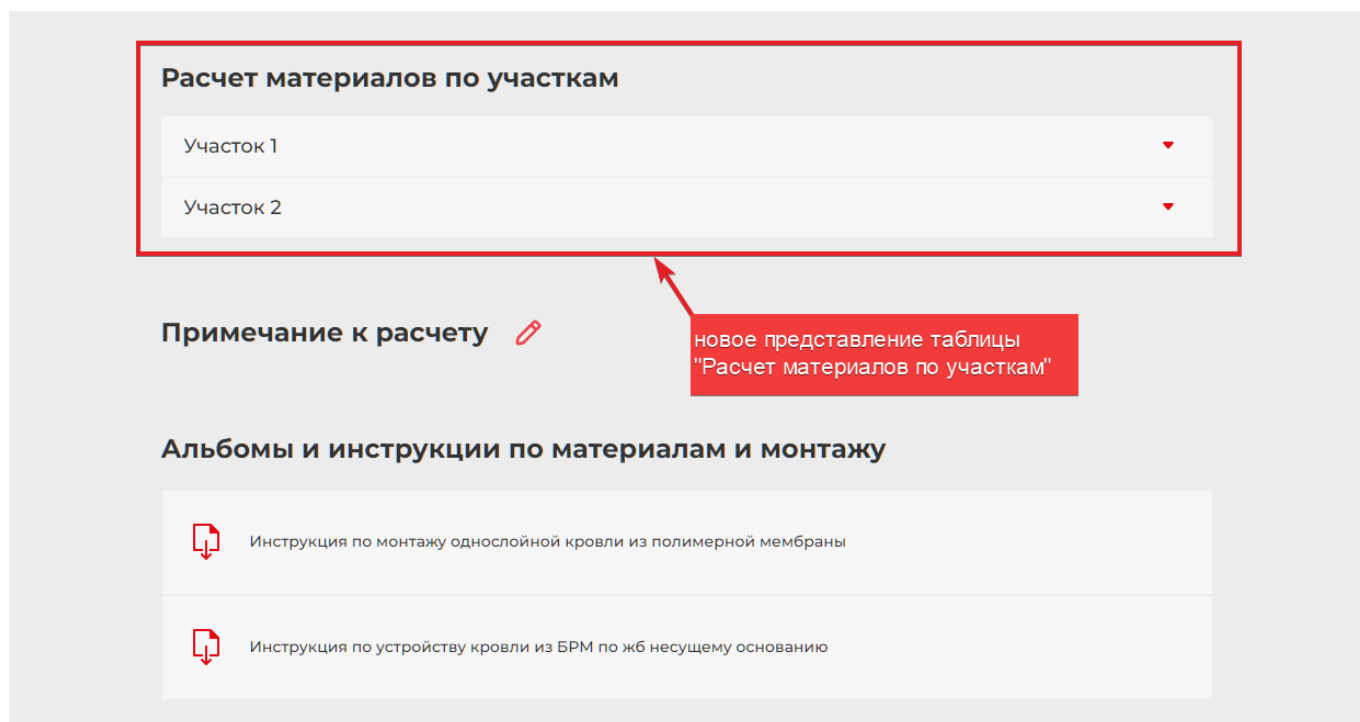 Расчет материалов по участкам
Участок 1
Участок 2
Примечание к расчету
новое представление таблицы
"Расчет материалов по участкам"
Альбомы и инструкции по материалам и монтажу
Инструкция по монтажу однослойной кровли из полимерной мембраны
Инструкция по устройству кровли из БРМ по жб несущему основанию